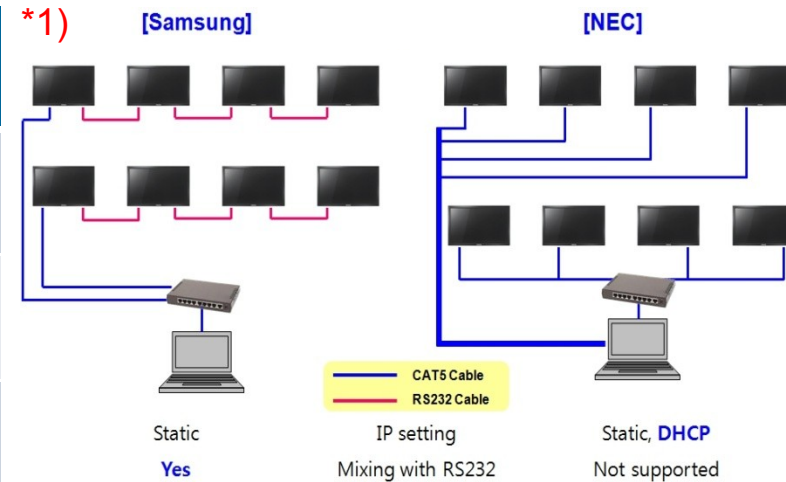 *1)
[Samsung]
[NEC]
CAT5 Cable
RS232 Cable
Static
IP setting
Static, DHCP
Yes
Mixing with RS232
Not supported